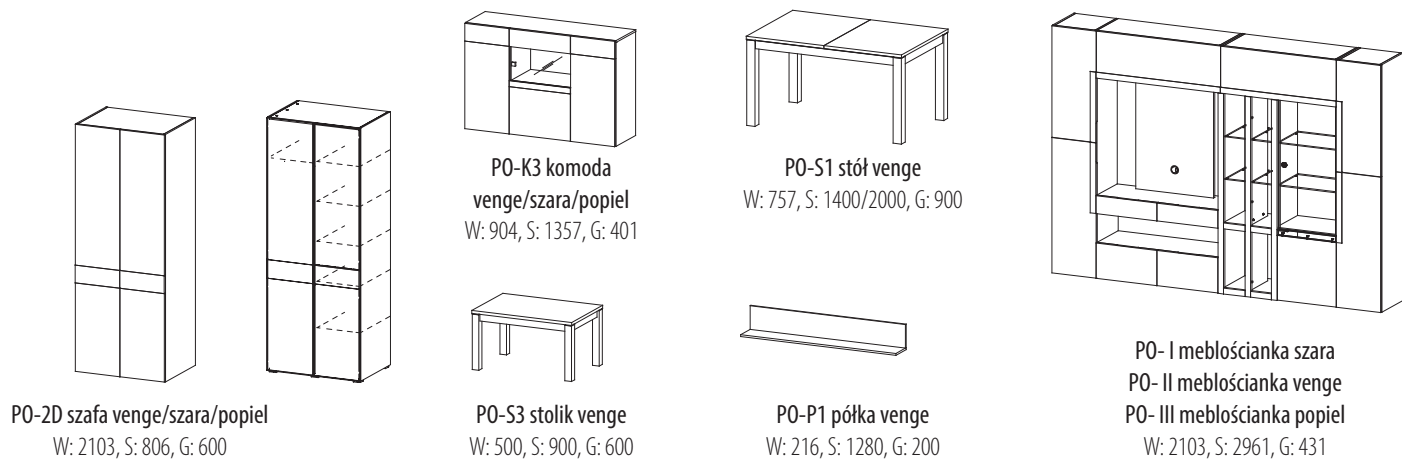 PO-K3 komoda
venge/szara/popiel
W: 904, S: 1357, G: 401
PO-S1 stół venge
W: 757, S: 1400/2000, G: 900
PO-2D szafa venge/szara/popiel
W: 2103, S: 806, G: 600
PO-S3 stolik venge
W: 500, S: 900, G: 600
PO-P1 półka venge
W: 216, S: 1280, G: 200
PO- I meblościanka szara
PO- II meblościanka venge
PO- III meblościanka popiel
W: 2103, S: 2961, G: 431